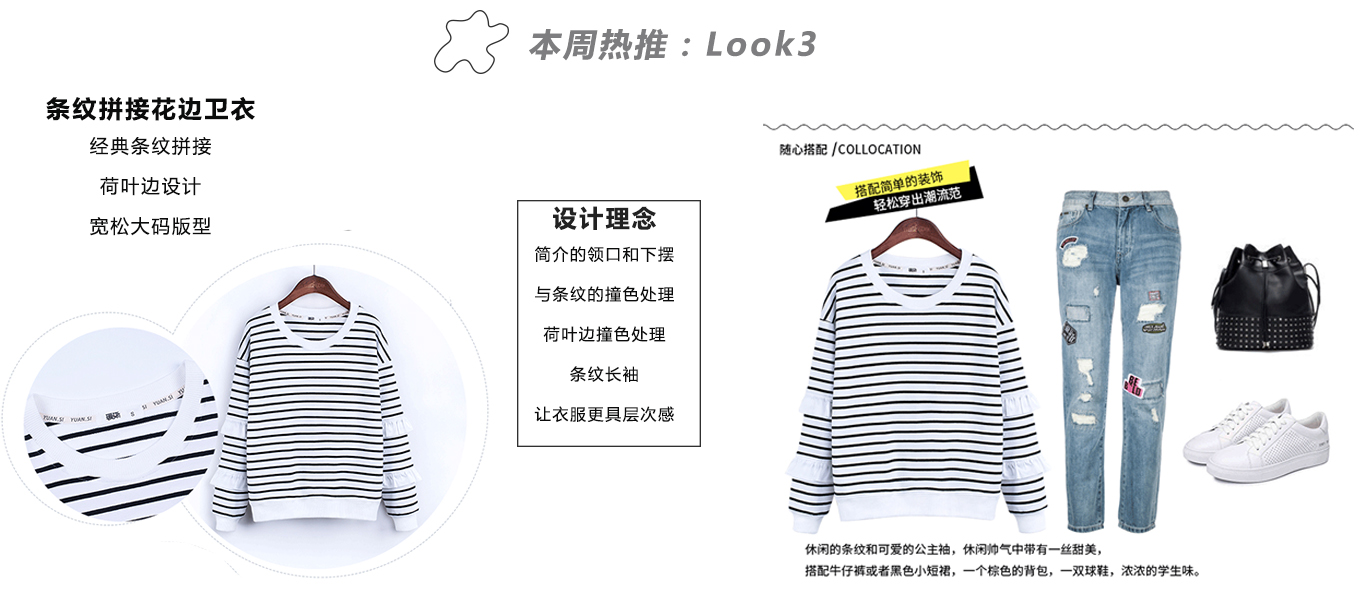 本周热推：Look3
条纹拼接花边卫衣
经典条纹拼接
荷叶边设计
宽松大码版型
YUAN.SI YUAN.SI S SI YUAN.SI
设计理念
简介的领口和下摆
与条纹的撞色处理
荷叶边撞色处理
条纹长袖
让衣服更具层次感
随心搭配 /COLLOCATION
搭配简单的装饰
轻松穿出潮流范
休闲的条纹和可爱的公主袖，休闲帅气中带有一丝甜美，
搭配牛仔裤或者黑色小短裙，一个棕色的背包，一双球鞋，浓浓的学生味。